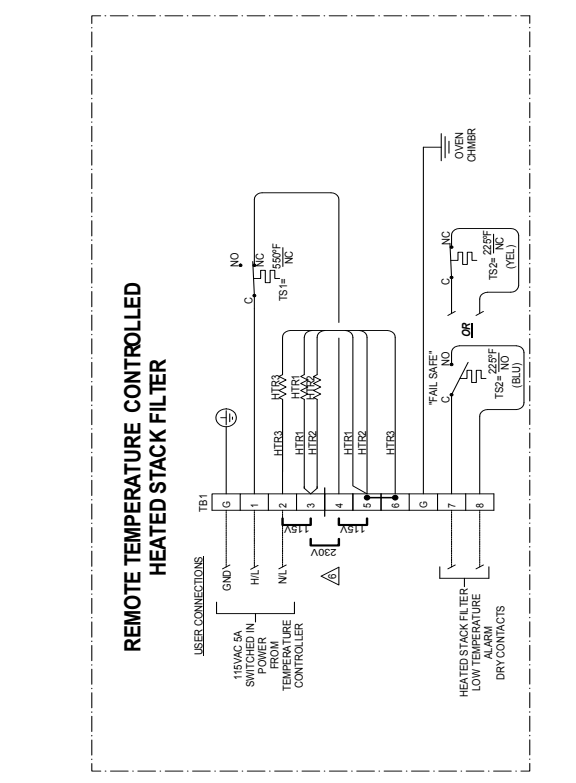 REMOTE TEMPERATURE CONTROLLED
HEATED STACK FILTER
USER CONNECTIONS
TB1
GND
G
H/L
1
N/L
2
3
4
5
6
G
7
8
115VAC 5A
SWITCHED IN
POWER
FROM
TEMPERATURE
CONTROLLER
115V
230V
115V
6
HEATED STACK FILTER
LOW TEMPERATURE
ALARM
DRY CONTACTS
HTR3
HTR1
HTR2
HTR1
HTR2
HTR3
HTR3
HTR1
HTR2
C
NO
NC
TS1= 550°F
NC
OVEN
CHMBR
"FAIL SAFE"
C
NO
TS2= 225°F
NO
(BLU)
OR
C
NC
TS2= 225°F
NC
(YEL)